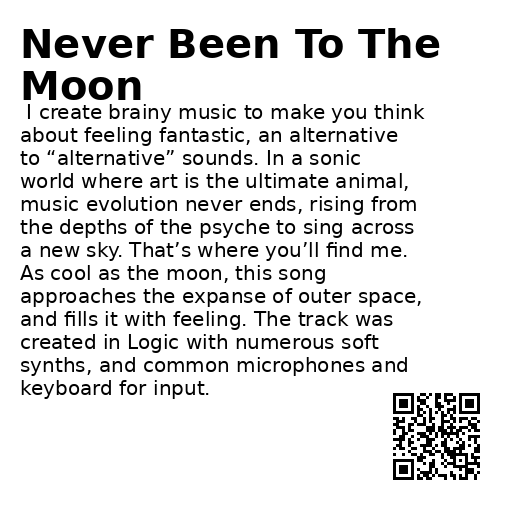 Never Been To The
Moon
I create brainy music to make you think
about feeling fantastic, an alternative
to “alternative” sounds. In a sonic
world where art is the ultimate animal,
music evolution never ends, rising from
the depths of the psyche to sing across
a new sky. That’s where you’ll find me.
As cool as the moon, this song
approaches the expanse of outer space,
and fills it with feeling. The track was
created in Logic with numerous soft
synths, and common microphones and
keyboard for input.